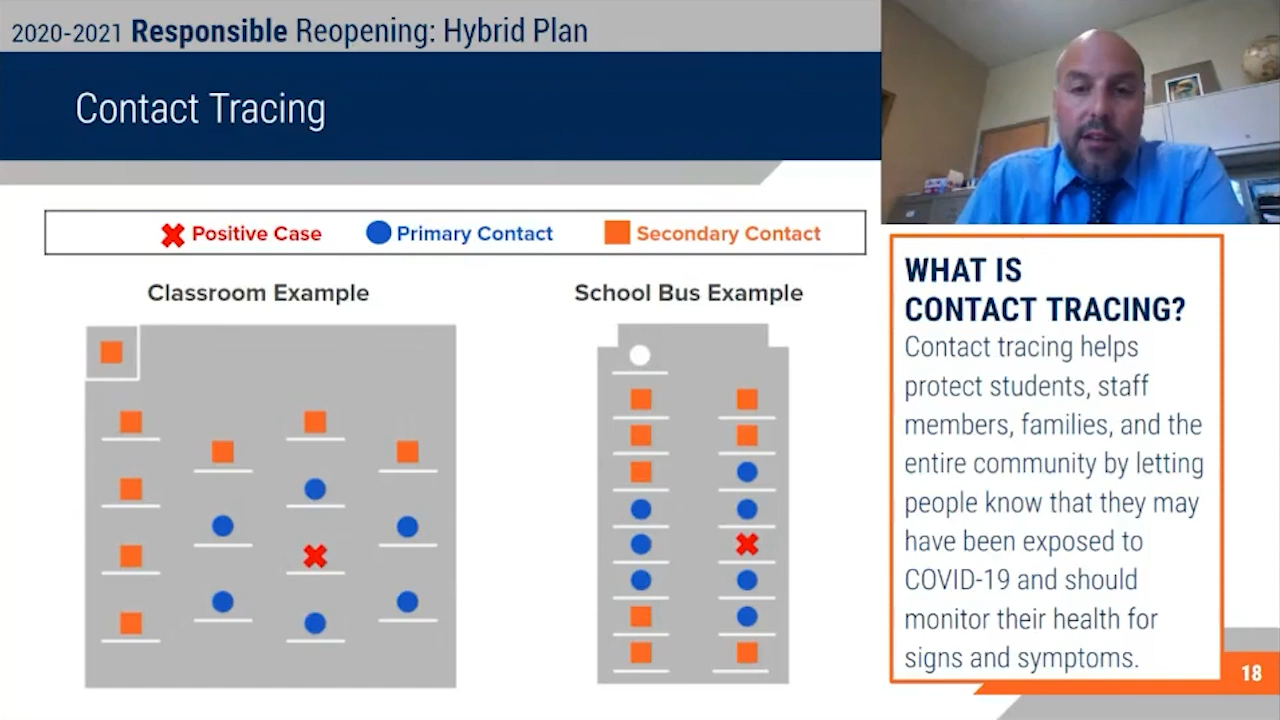 2020-2021 Responsible Reopening: Hybrid Plan
Contact Tracing
Positive Case
Primary Contact
Secondary Contact
Classroom Example
School Bus Example
WHAT IS
CONTACT TRACING?
Contact tracing helps
protect students, staff
members, families, and the
entire community by letting
people know that they may
have been exposed to
COVID-19 and should
monitor their health for
signs and symptoms.
18